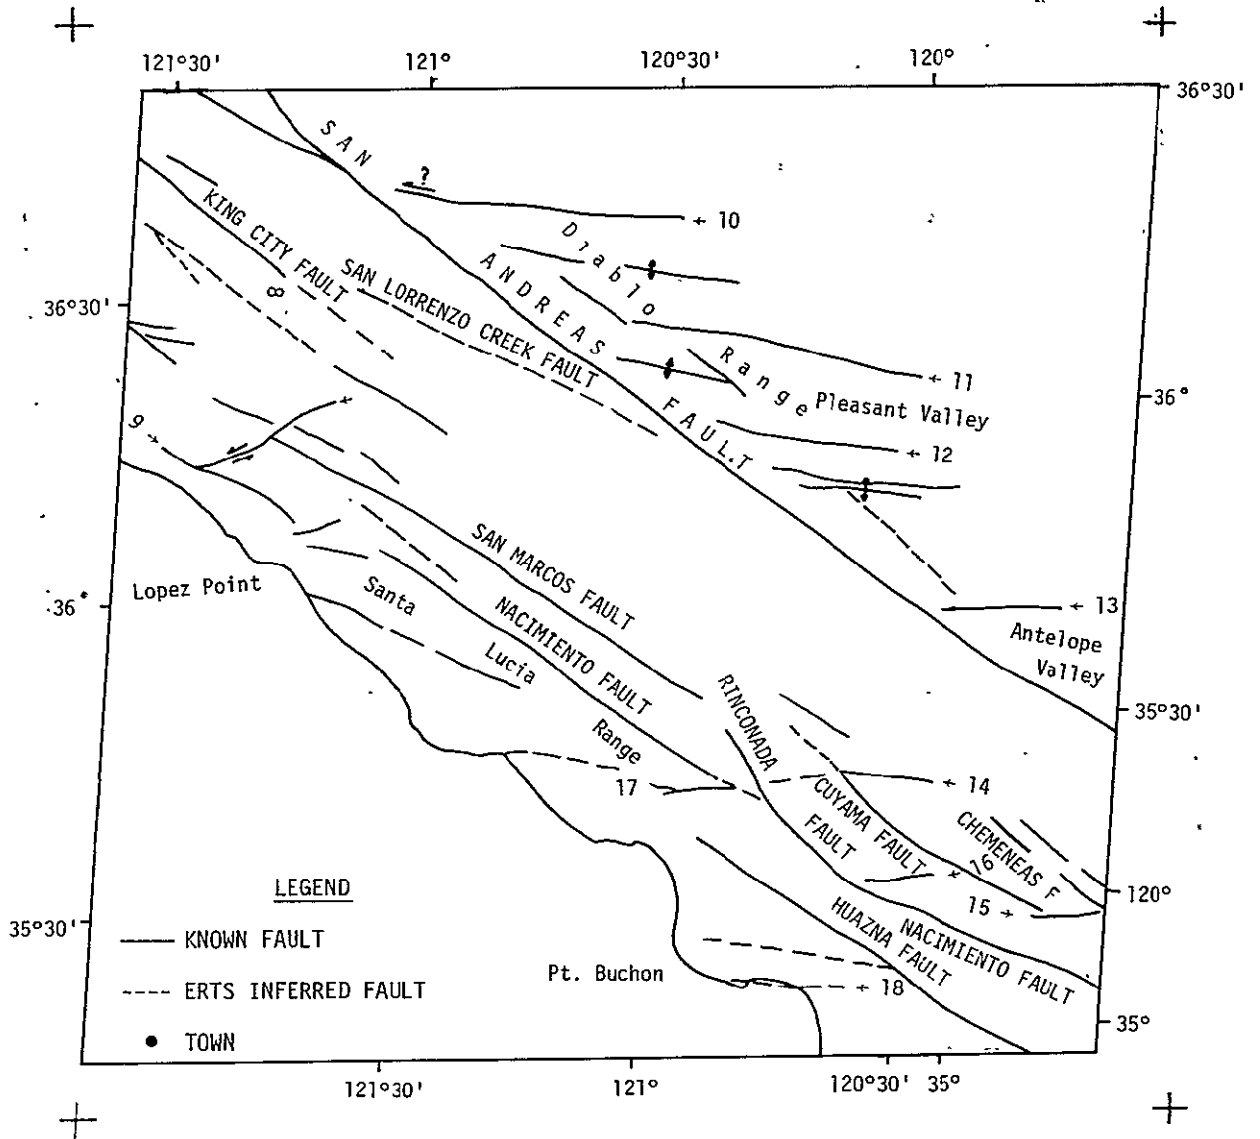 121°30' 121° 120°30' 120°
36°30'
SAN
?
10
KING CITY
FAULT
Diablo
SAN LORRENZO CREEK FAULT
ANDREAS
8
36°30'
Range
11
Pleasant Valley
36°
9
FAUL.T
12
SAN MARCOS FAULT
Lopez Point
Santa
NACIMIENTO FAULT
36°
13
Antelope
Valley
Lucia
RINCONADA
FAULT
35°30'
Range
17
14
CUYAMA FAULT
CHEMENEAS F
16
120°
LEGEND
15
HUAZNA
FAULT
NACIMIENTO FAULT
35°30'
KNOWN FAULT
Pt. Buchon
ERTS INFERRED FAULT
18
35°
TOWN
121°30' 121° 120°30' 35°